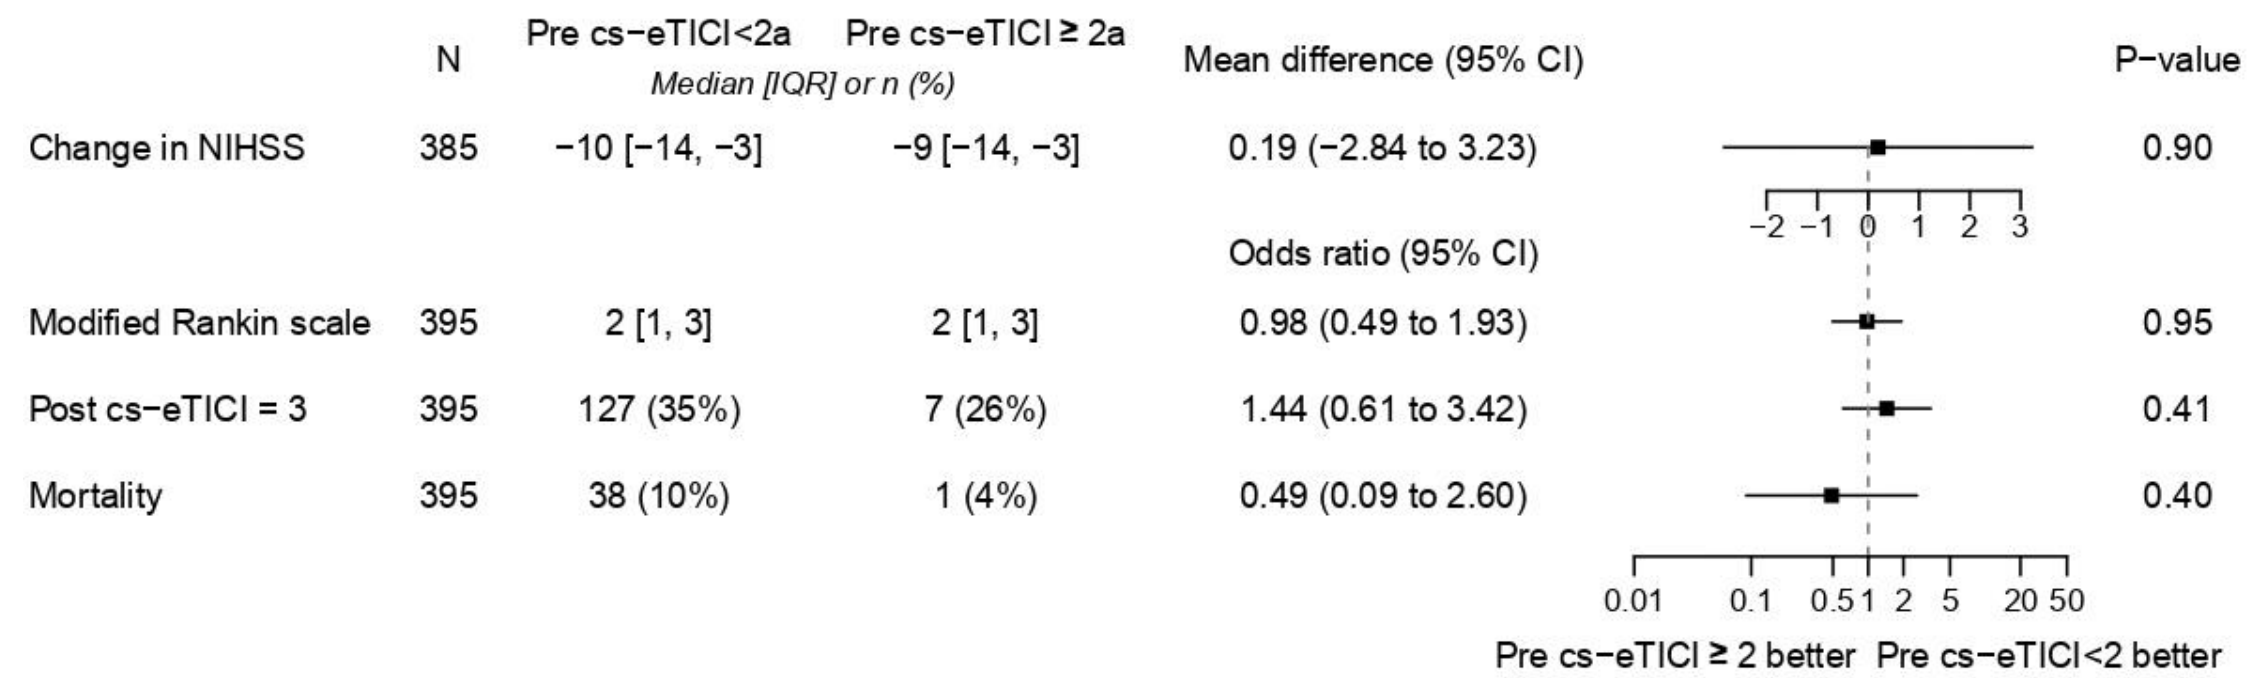 N Pre cs−eTICI<2a Pre cs−eTICI ≥ 2a Mean difference (95% CI) P−value
Median [IQR] or n (%)
Change in NIHSS 385 −10 [−14, −3] −9 [−14, −3] 0.19 (−2.84 to 3.23) 0.90
−2 −1 0 1 2 3
Odds ratio (95% CI)
Modified Rankin scale 395 2 [1, 3] 2 [1, 3] 0.98 (0.49 to 1.93) 0.95
Post cs−eTICI = 3 395 127 (35%) 7 (26%) 1.44 (0.61 to 3.42) 0.41
Mortality 395 38 (10%) 1 (4%) 0.49 (0.09 to 2.60) 0.40
0.01 0.1 0.5 1 2 5 20 50
Pre cs−eTICI ≥ 2 better Pre cs−eTICI<2 better